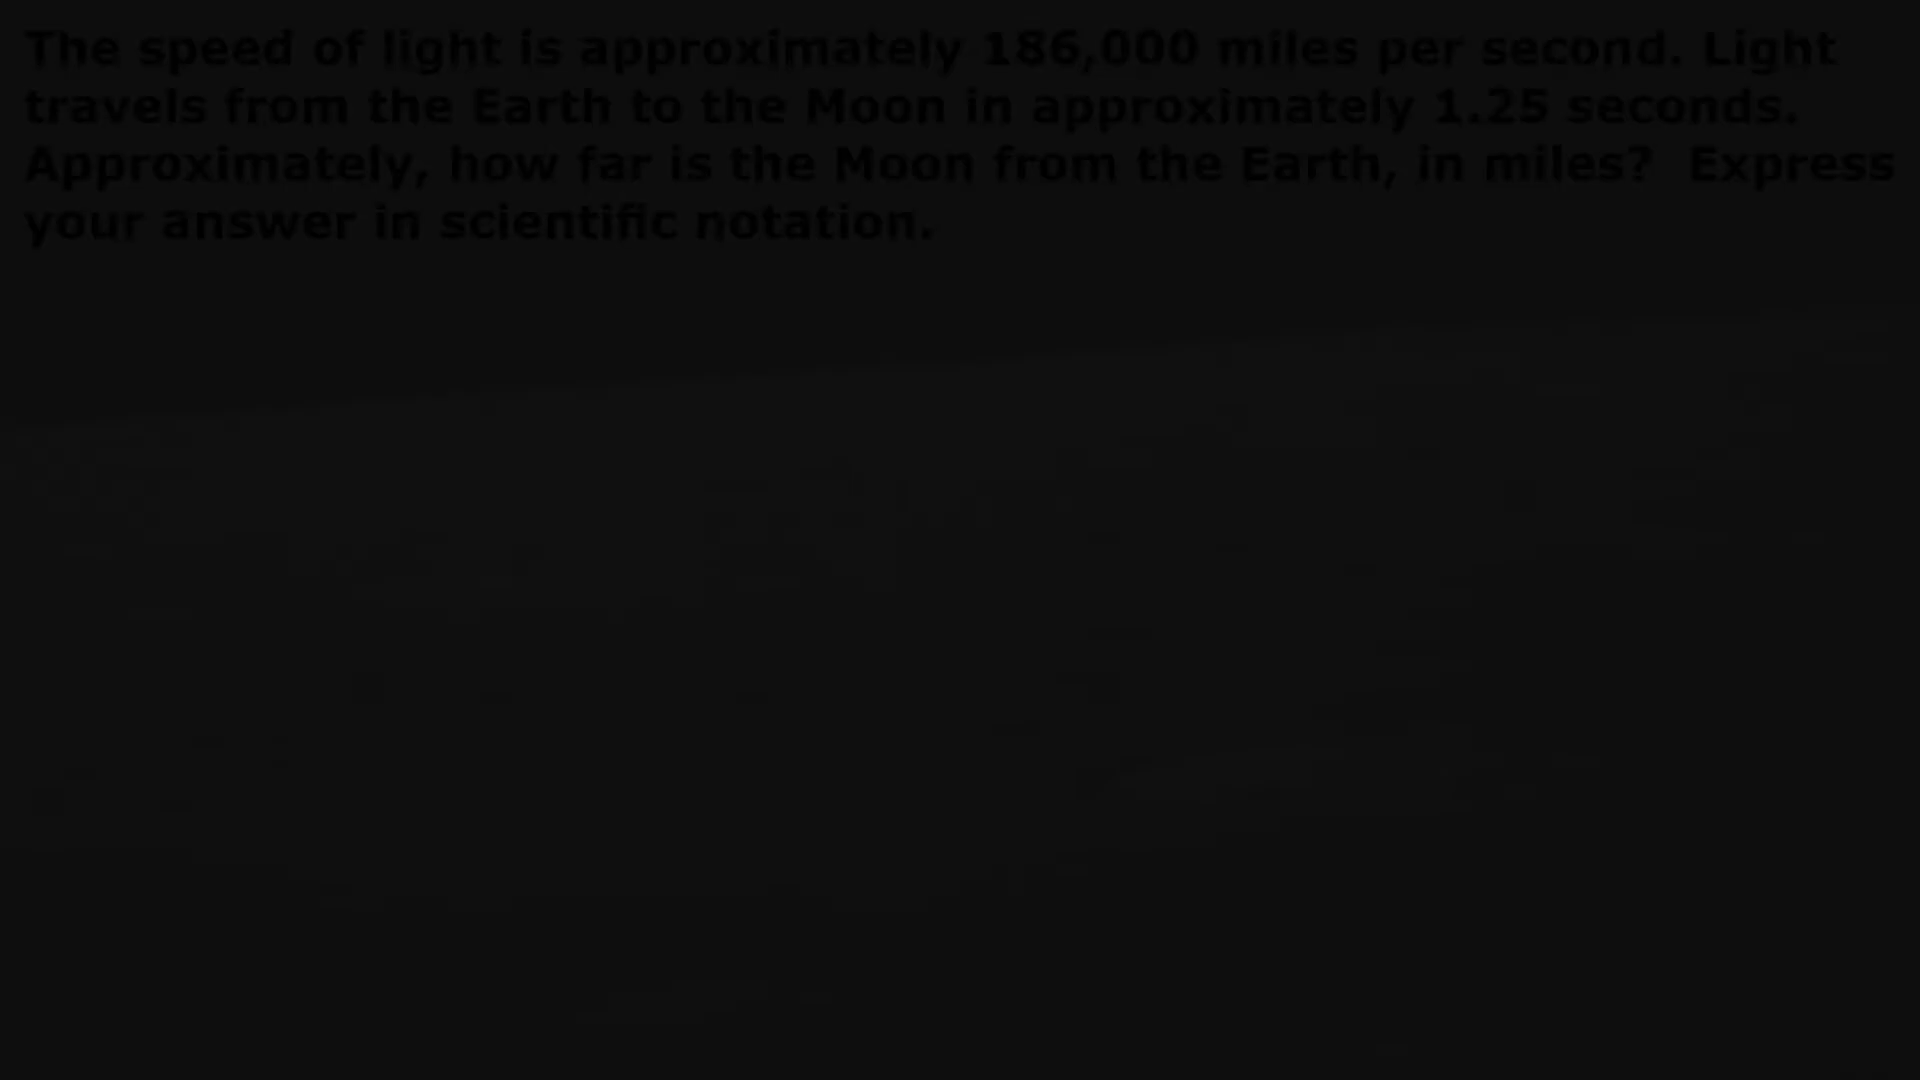 The speed of light is approximately 186,000 miles per second. Light
travels from the Earth to the Moon in approximately 1.25 seconds.
Approximately, how far is the Moon from the Earth, in miles?  Express
your answer in scientific notation.